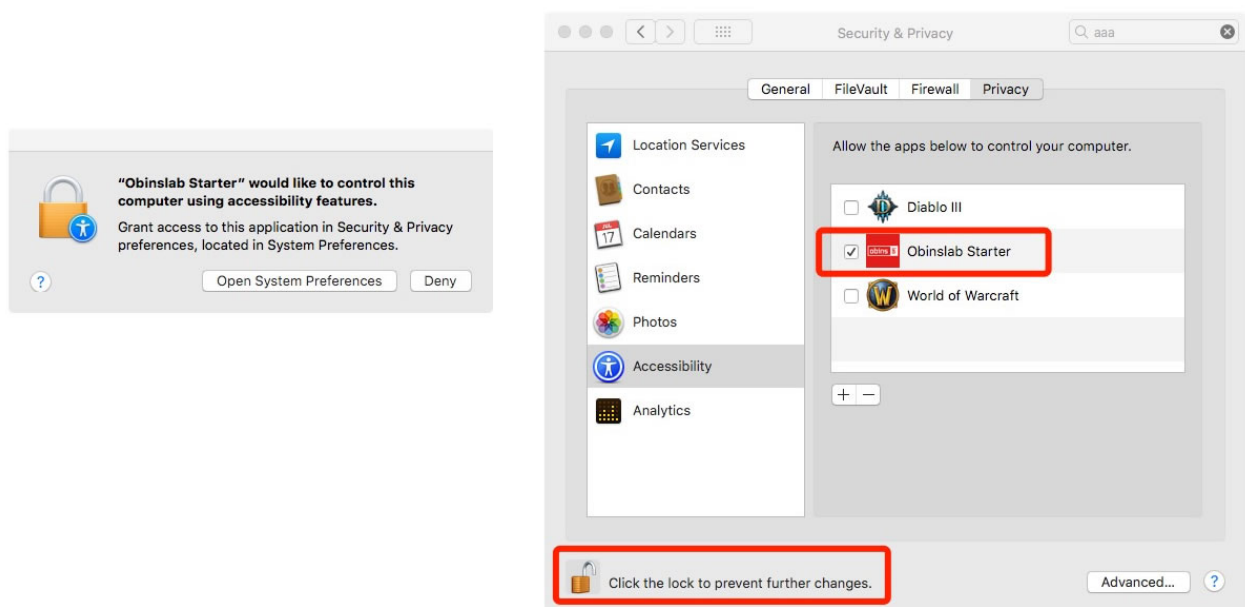 "Obinslab Starter" would like to control this
computer using accessibility features.
Grant access to this application in Security & Privacy
preferences, located in System Preferences.
?
Open System Preferences
Deny
Security & Privacy
aaa
General
FileVault
Firewall
Privacy
Location Services
Contacts
JUL
17
Calendars
Reminders
Photos
Accessibility
Analytics
Allow the apps below to control your computer.
Diablo III
obins
Obinslab Starter
World of Warcraft
+
−
Click the lock to prevent further changes.
Advanced...
?